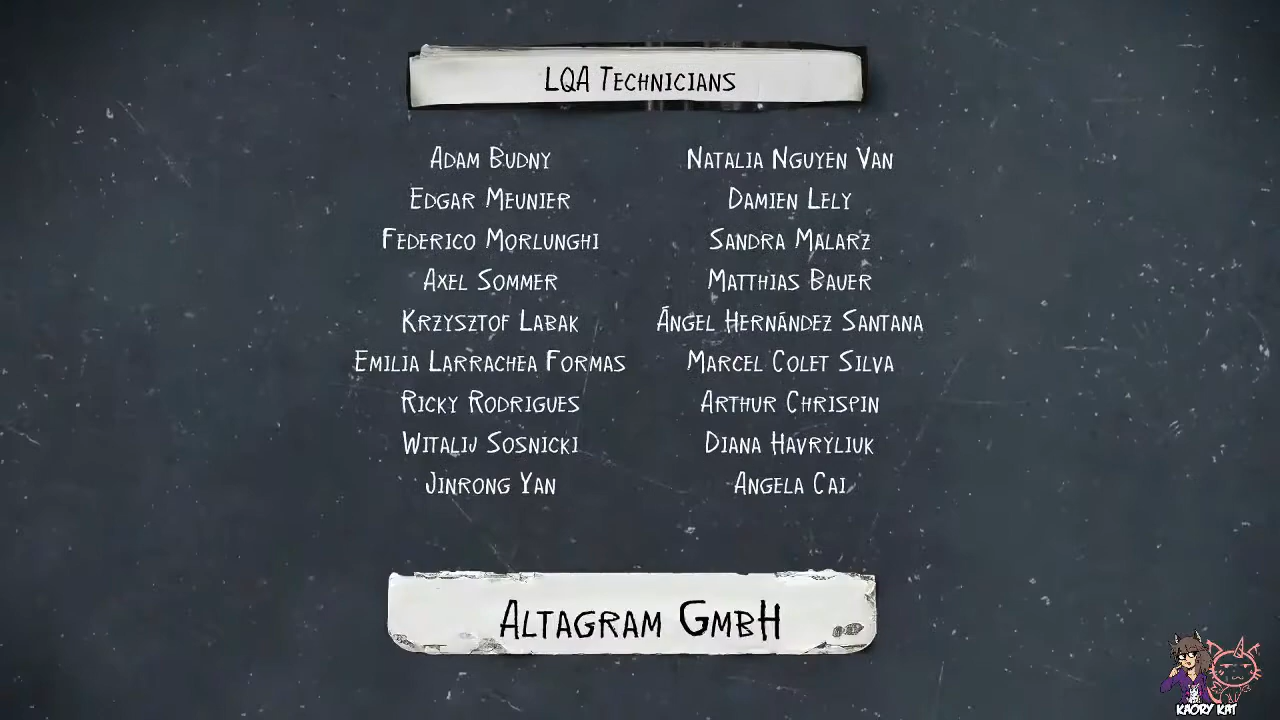 LQA Technicians
Adam Budny
Natalia Nguyen Van
Edgar Meunier
Damien Lely
Federico Morlunghi
Sandra Malarz
Axel Sommer
Matthias Bauer
Krzysztof Labak
Ángel Hernández Santana
Emilia Larrachea Formas
Marcel Colet Silva
Ricky Rodrigues
Arthur Chrispin
Witalij Sosnicki
Diana Havryliuk
Jinrong Yan
Angela Cai
Altagram GmbH
KAORY KAT